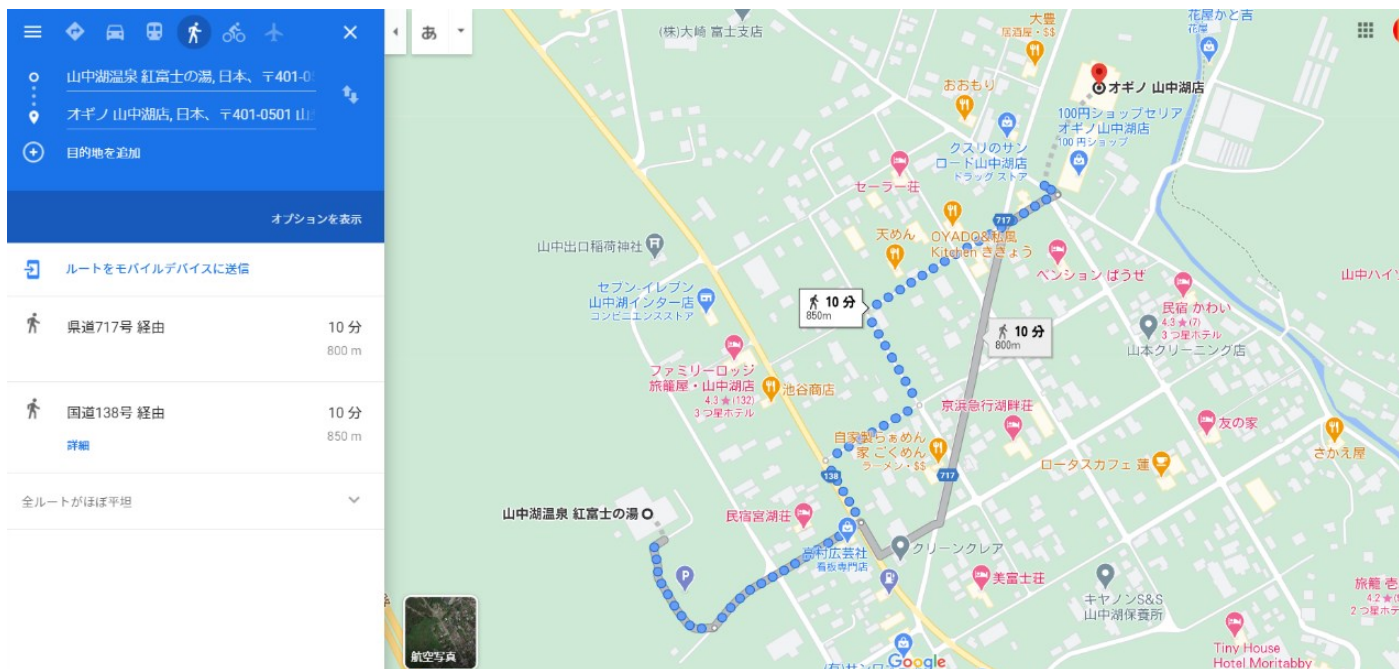 山中湖温泉 紅富士の湯, 日本、〒401-0
オギノ 山中湖店, 日本、〒401-0501 山
目的地を追加
オプションを表示
ルートをモバイルデバイスに送信
県道717号 経由
10 分
800 m
国道138号 経由
10 分
850 m
詳細
全ルートがほぼ平坦
あ
(株)大崎 富士支店
大豊
居酒屋・$$
花屋かと吉
花屋
おおもり
オギノ 山中湖店
100円ショップセリア
オギノ山中湖店
100 円ショップ
クスリのサン
ロード山中湖店
ドラッグ ストア
セーラー荘
717
天めん
OYADO&私風
Kitchen ききょう
山中出口稲荷神社
ペンション ぱうぜ
山中ハイツ
セブン-イレブン
山中湖インター店
コンビニエンスストア
10 分
850m
民宿 かわい
4.3★(7)
3 つ星ホテル
10 分
800m
山本クリーニング店
ファミリーロッジ
旅籠屋・山中湖店
4.3★(132)
3 つ星ホテル
池谷商店
京浜急行湖畔荘
友の家
自家製らぁめん
家 ごくめん
ラーメン・$$
さかえ屋
ロータスカフェ 蓮
138
717
山中湖温泉 紅富士の湯
民宿宮湖荘
高村広芸社
看板専門店
クリーンクレア
P
美富士荘
キヤノンS&S
山中湖保養所
旅籠 壱
4.2★
2 つ星ホテ
航空写真
Tiny House
Hotel Moritabby
(有)サンワ
Google